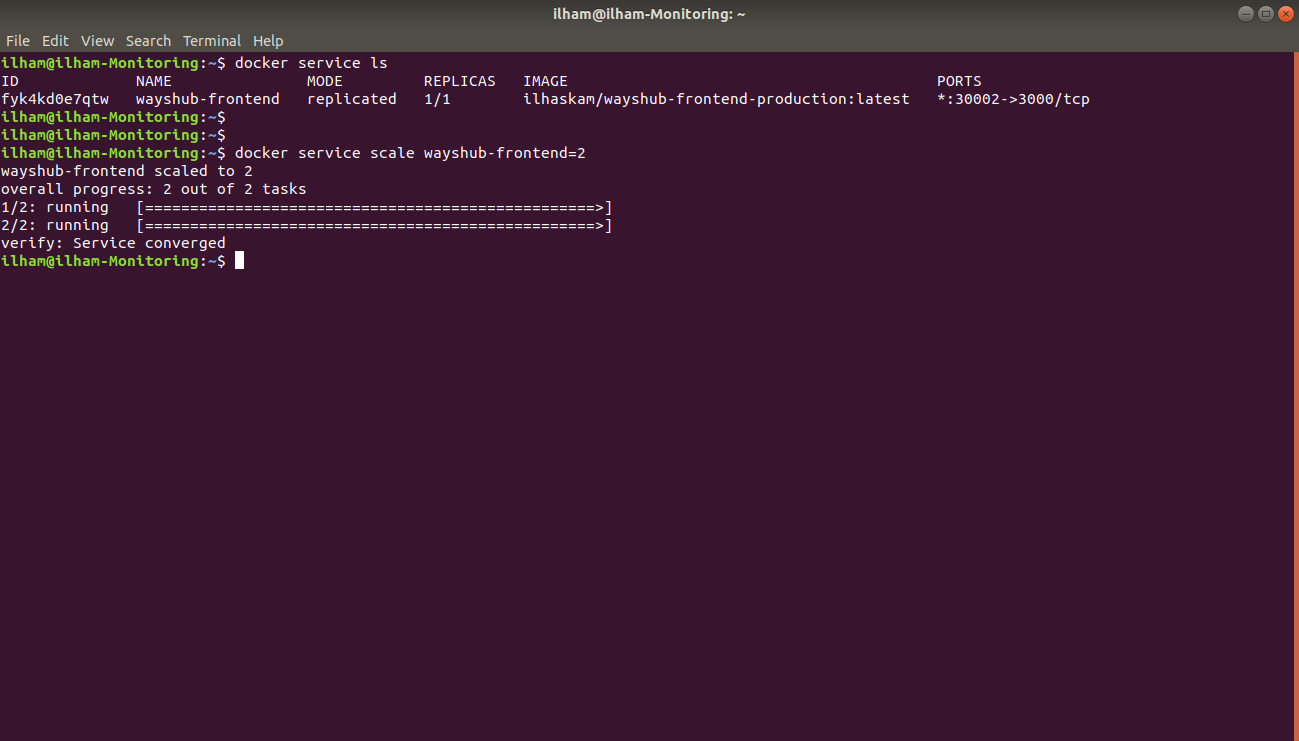 ilham@ilham-Monitoring: ~
File Edit View Search Terminal Help
ilham@ilham-Monitoring:~$ docker service ls
ID             NAME               MODE         REPLICAS   IMAGE                                         PORTS
fyk4kd0e7qtw   wayshub-frontend   replicated   1/1        ilhaskam/wayshub-frontend-production:latest   *:30002->3000/tcp
ilham@ilham-Monitoring:~$
ilham@ilham-Monitoring:~$
ilham@ilham-Monitoring:~$ docker service scale wayshub-frontend=2
wayshub-frontend scaled to 2
overall progress: 2 out of 2 tasks
1/2: running   [==================================================>]
2/2: running   [==================================================>]
verify: Service converged
ilham@ilham-Monitoring:~$